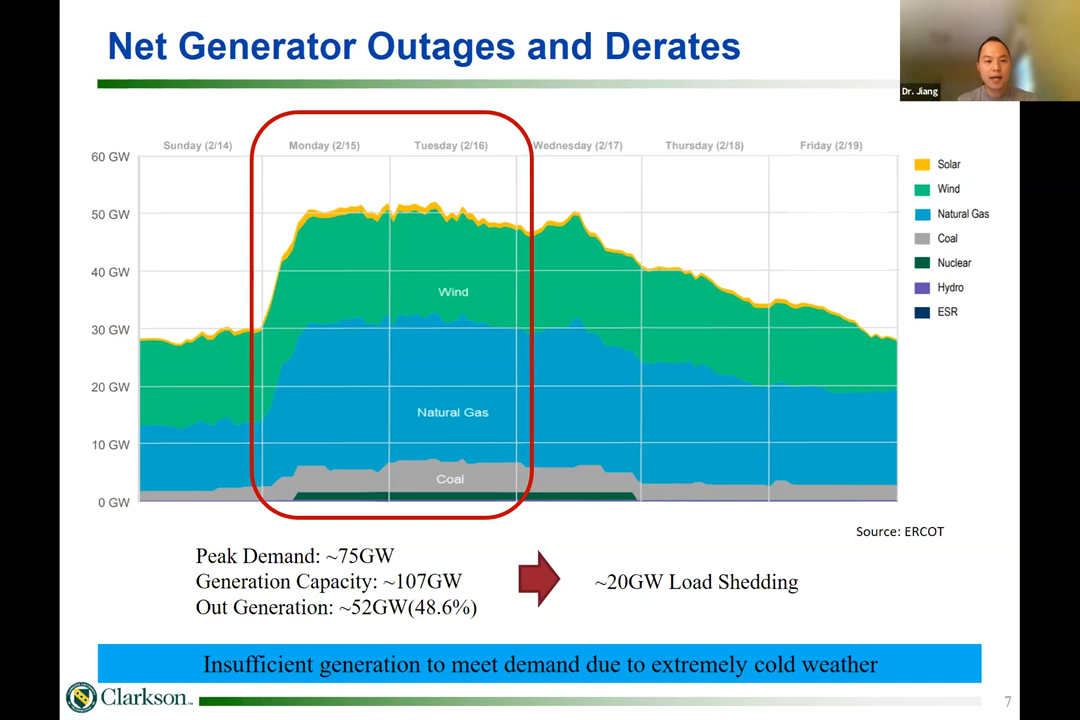 Net Generator Outages and Derates
Dr. Jiang
Sunday (2/14) Monday (2/15) Tuesday (2/16) Wednesday (2/17) Thursday (2/18) Friday (2/19)
60 GW
50 GW
40 GW
30 GW
20 GW
10 GW
0 GW
Wind
Natural Gas
Coal
Solar
Wind
Natural Gas
Coal
Nuclear
Hydro
ESR
Source: ERCOT
Peak Demand: ~75GW
Generation Capacity: ~107GW
Out Generation: ~52GW(48.6%)
~20GW Load Shedding
Insufficient generation to meet demand due to extremely cold weather
Clarkson
7